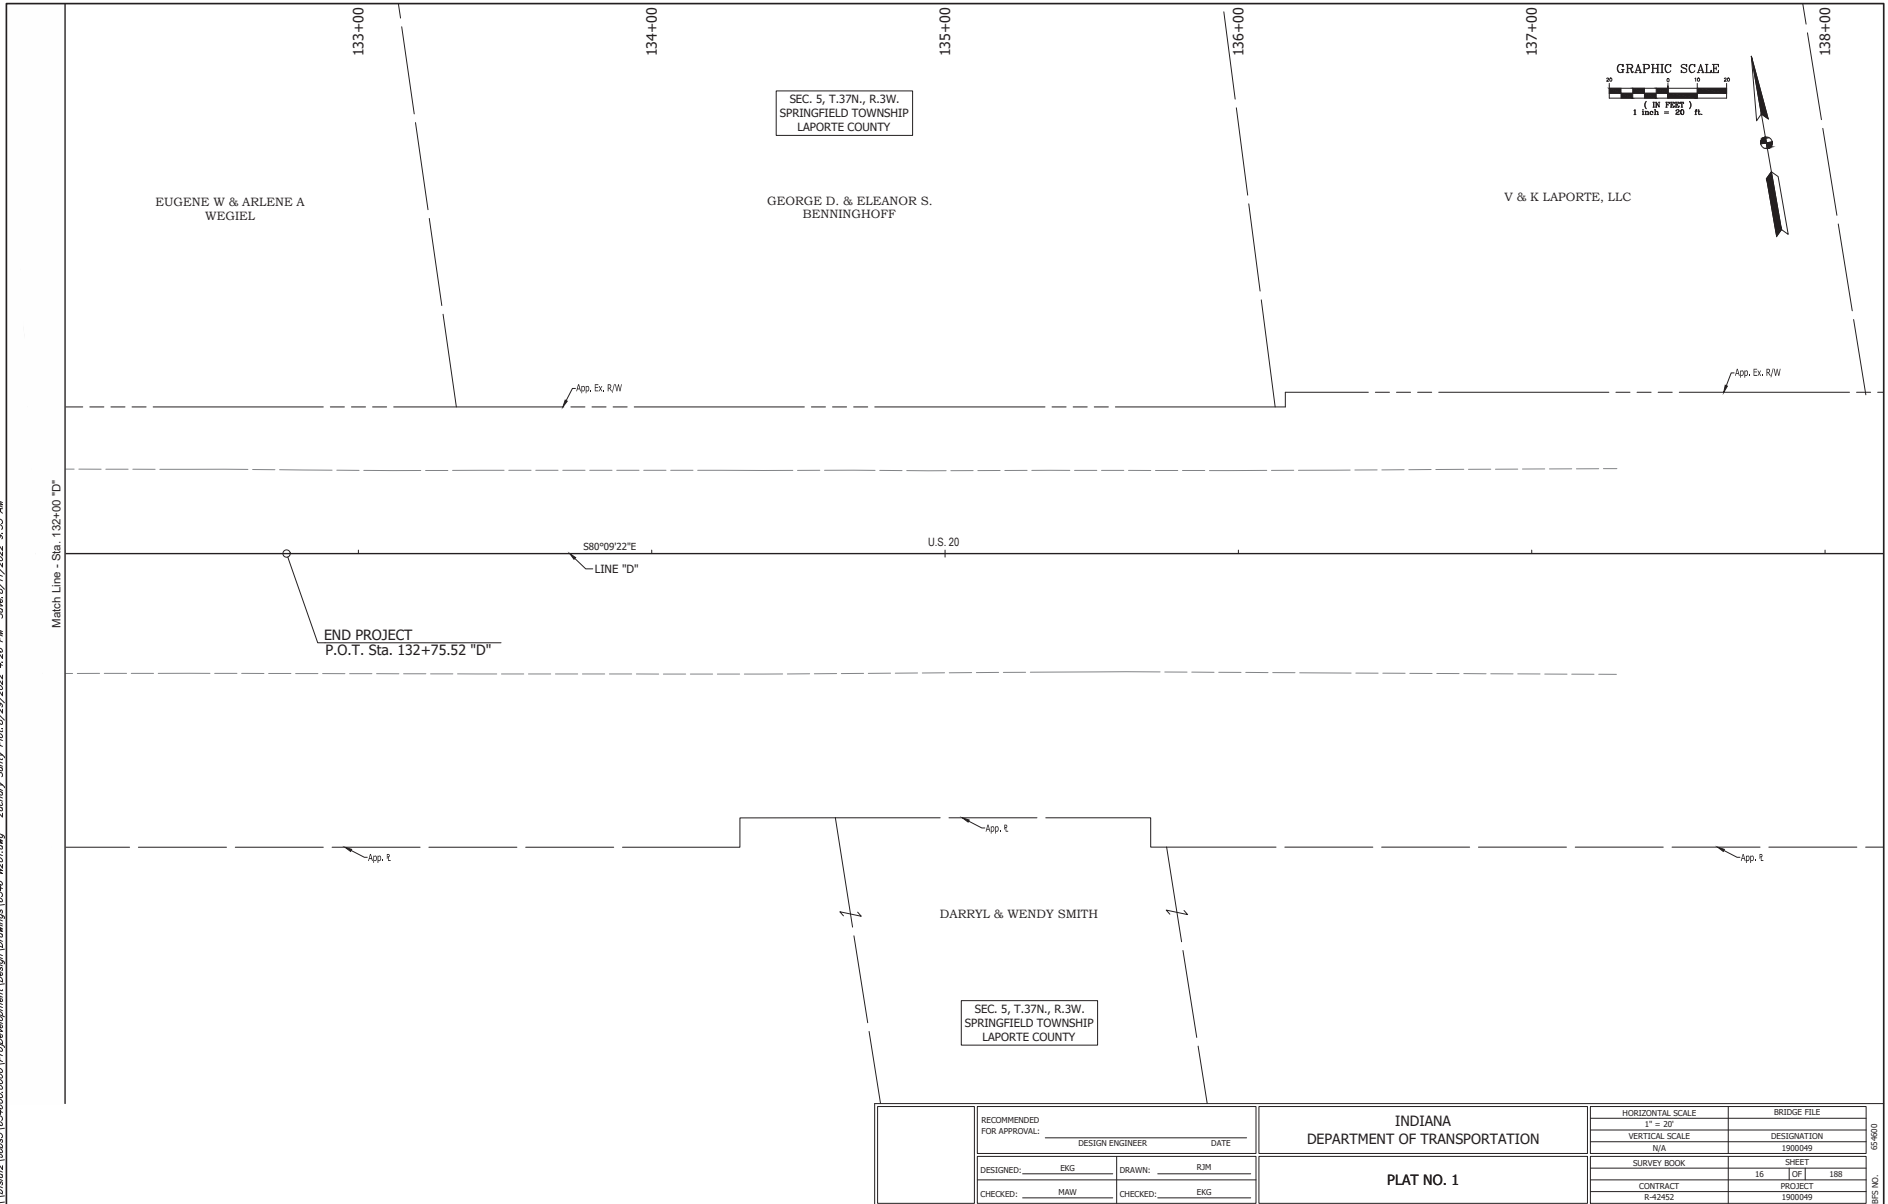 133+00
134+00
135+00
136+00
137+00
138+00
GRAPHIC SCALE
20 0 10 20
( IN FEET )
1 inch = 20 ft.
SEC. 5, T.37N., R.3W.
SPRINGFIELD TOWNSHIP
LAPORTE COUNTY
EUGENE W & ARLENE A
WEGIEL
GEORGE D. & ELEANOR S.
BENNINGHOFF
V & K LAPORTE, LLC
App. Ex. R/W
App. Ex. R/W
Match Line - Sta. 132+00 "D"
S80°09'22"E
U.S. 20
LINE "D"
END PROJECT
P.O.T. Sta. 132+75.52 "D"
App. ⅊
App. ⅊
App. ⅊
DARRYL & WENDY SMITH
SEC. 5, T.37N., R.3W.
SPRINGFIELD TOWNSHIP
LAPORTE COUNTY
RECOMMENDED
FOR APPROVAL:
DESIGN ENGINEER DATE
DESIGNED: EKG DRAWN: RJM
CHECKED: MAW CHECKED: EKG
INDIANA
DEPARTMENT OF TRANSPORTATION
PLAT NO. 1
HORIZONTAL SCALE BRIDGE FILE
1" = 20'
VERTICAL SCALE DESIGNATION
N/A 1900049
SURVEY BOOK SHEET
16 OF 188
CONTRACT PROJECT
R-42452 1900049
BPS NO. 654600